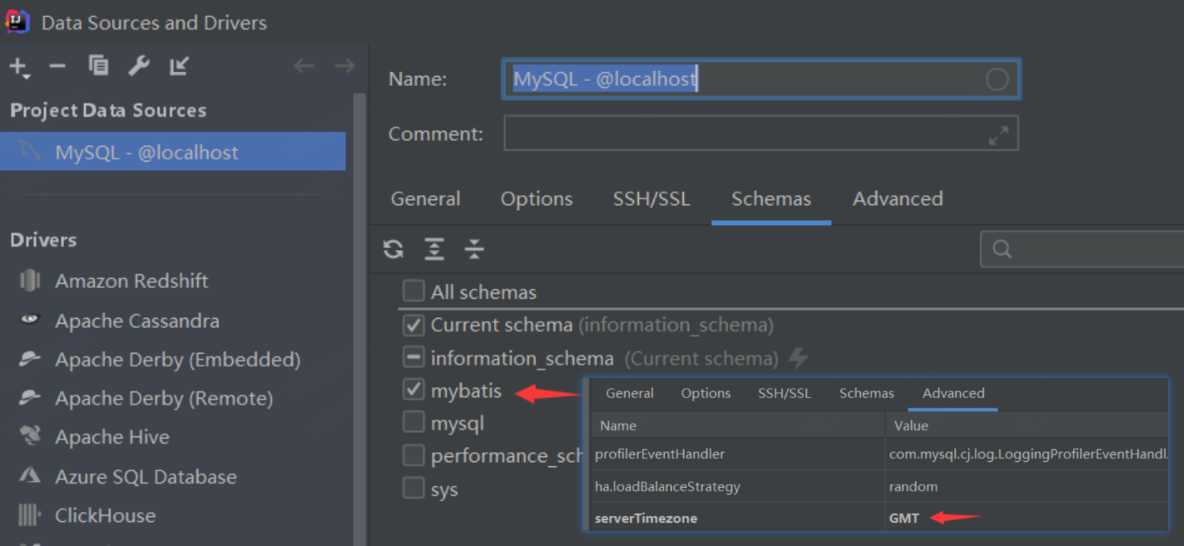 Data Sources and Drivers
Project Data Sources
MySQL - @localhost
Drivers
Amazon Redshift
Apache Cassandra
Apache Derby (Embedded)
Apache Derby (Remote)
Apache Hive
Azure SQL Database
ClickHouse
Name: MySQL - @localhost
Comment:
General Options SSH/SSL Schemas Advanced
All schemas
Current schema (information_schema)
information_schema (Current schema)
mybatis
mysql
performance_sch
sys
General Options SSH/SSL Schemas Advanced
Name Value
profilerEventHandler com.mysql.cj.log.LoggingProfilerEventHandl.
ha.loadBalanceStrategy random
serverTimezone GMT